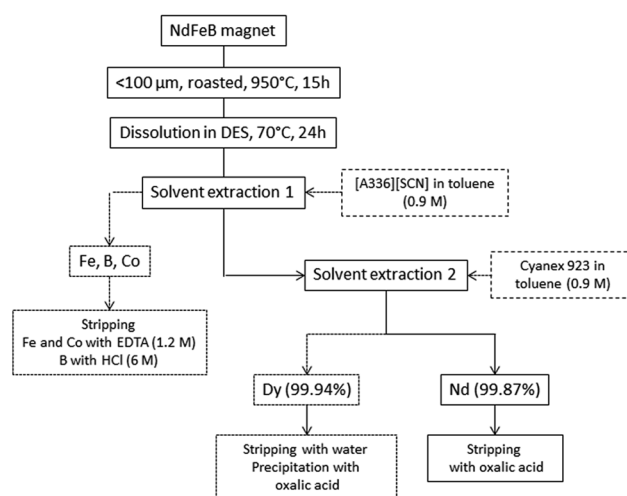 NdFeB magnet
<100 µm, roasted, 950°C, 15h
Dissolution in DES, 70°C, 24h
Solvent extraction 1
[A336][SCN] in toluene
(0.9 M)
Fe, B, Co
Solvent extraction 2
Cyanex 923 in
toluene (0.9 M)
Stripping
Fe and Co with EDTA (1.2 M)
B with HCl (6 M)
Dy (99.94%)
Nd (99.87%)
Stripping with water
Precipitation with
oxalic acid
Stripping
with oxalic acid